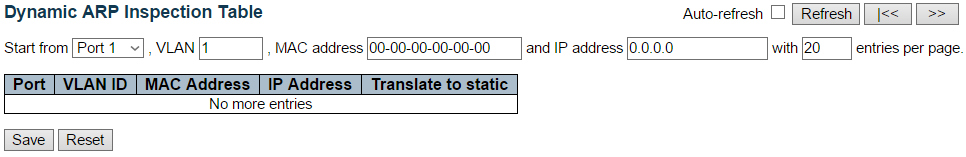 Dynamic ARP Inspection Table
Auto-refresh Refresh |<< >>
Start from Port 1 , VLAN 1 , MAC address 00-00-00-00-00-00 and IP address 0.0.0.0 with 20 entries per page.
Port VLAN ID MAC Address IP Address Translate to static
No more entries
Save Reset